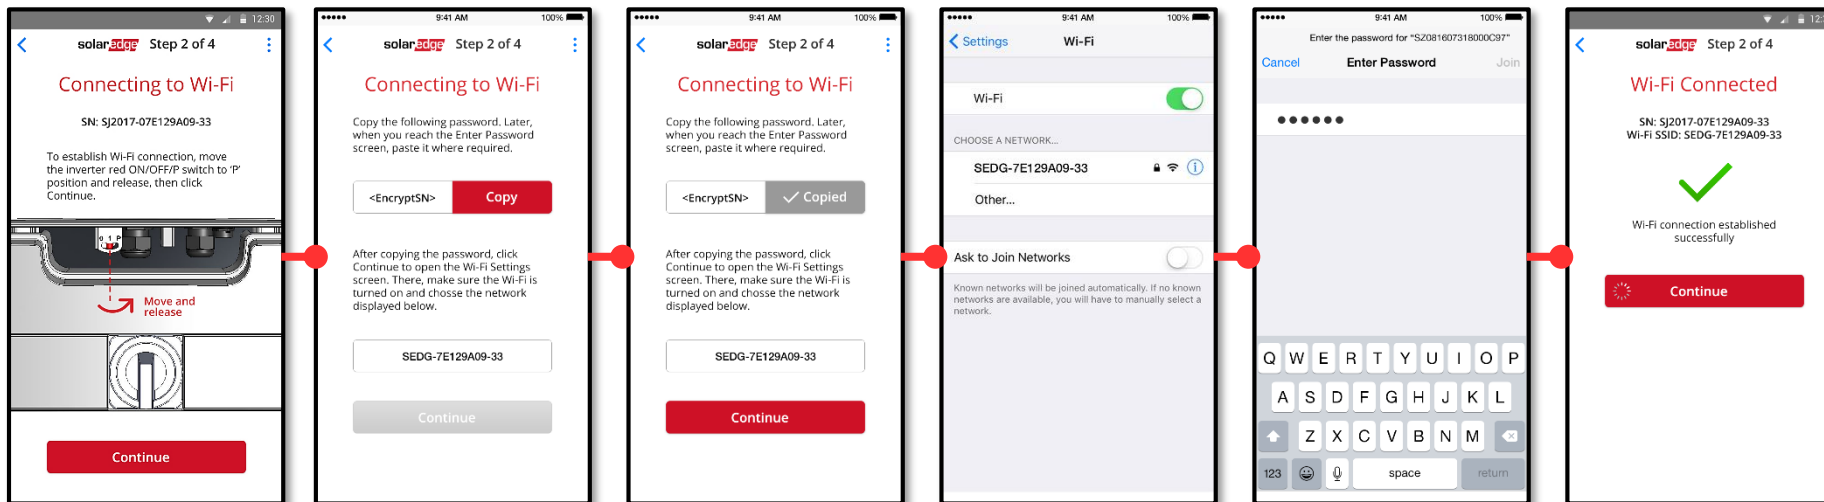 12:30
solaredge Step 2 of 4
Connecting to Wi-Fi
SN: SJ2017-07E129A09-33
To establish Wi-Fi connection, move
the inverter red ON/OFF/P switch to ‘P’
position and release, then click
Continue.
0 1 P
Move and
release
Continue
9:41 AM 100%
solaredge Step 2 of 4
Connecting to Wi-Fi
Copy the following password. Later,
when you reach the Enter Password
screen, paste it where required.
<EncryptSN> Copy
After copying the password, click
Continue to open the Wi-Fi Settings
screen. There, make sure the Wi-Fi is
turned on and chosse the network
displayed below.
SEDG-7E129A09-33
Continue
9:41 AM 100%
solaredge Step 2 of 4
Connecting to Wi-Fi
Copy the following password. Later,
when you reach the Enter Password
screen, paste it where required.
<EncryptSN> Copied
After copying the password, click
Continue to open the Wi-Fi Settings
screen. There, make sure the Wi-Fi is
turned on and chosse the network
displayed below.
SEDG-7E129A09-33
Continue
9:41 AM 100%
Settings Wi-Fi
Wi-Fi
CHOOSE A NETWORK...
SEDG-7E129A09-33
Other...
Ask to Join Networks
Known networks will be joined automatically. If no known
networks are available, you will have to manually select a
network.
9:41 AM 100%
Enter the password for "SZ081607318000C97"
Cancel Enter Password Join
Q W E R T Y U I O P
A S D F G H J K L
Z X C V B N M
123 space return
solaredge Step 2 of 4
Wi-Fi Connected
SN: SJ2017-07E129A09-33
Wi-Fi SSID: SEDG-7E129A09-33
Wi-Fi connection established
successfully
Continue